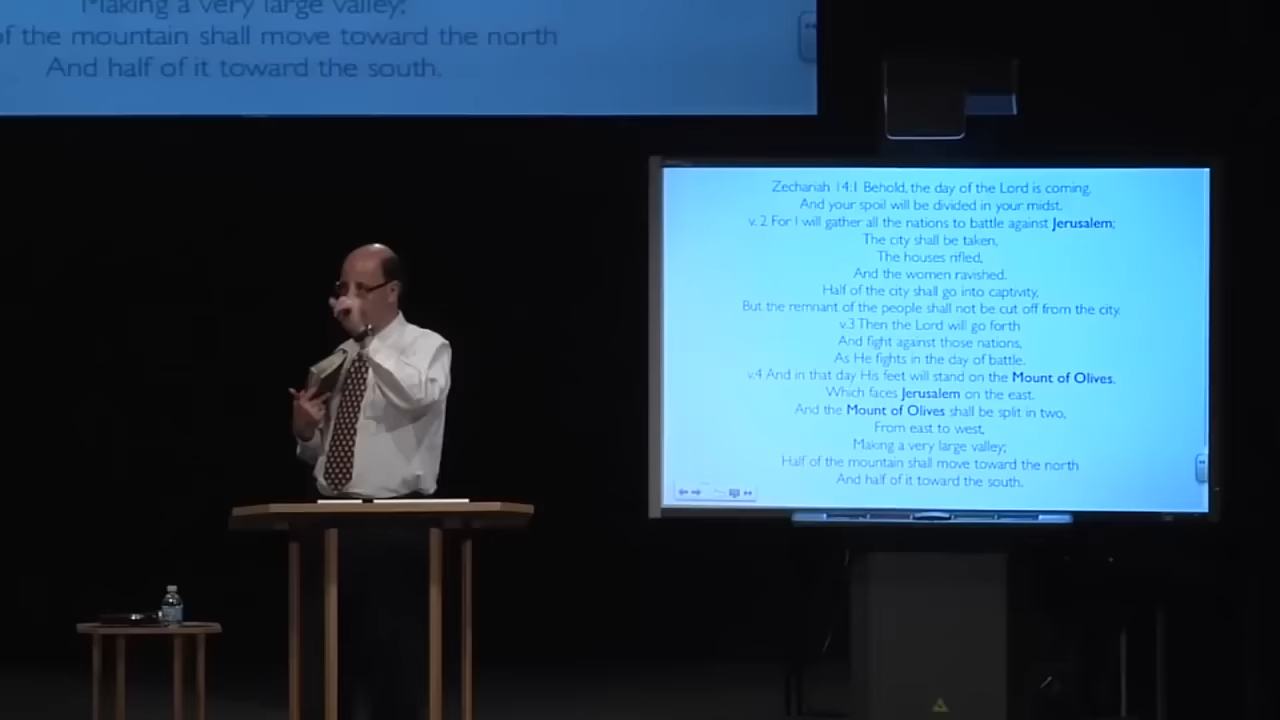 Making a very large valley;
of the mountain shall move toward the north
And half of it toward the south.
Zechariah 14:1 Behold, the day of the Lord is coming,
And your spoil will be divided in your midst.
v. 2 For I will gather all the nations to battle against Jerusalem;
The city shall be taken,
The houses rifled,
And the women ravished.
Half of the city shall go into captivity,
But the remnant of the people shall not be cut off from the city.
v.3 Then the Lord will go forth
And fight against those nations,
As He fights in the day of battle.
v.4 And in that day His feet will stand on the Mount of Olives,
Which faces Jerusalem on the east.
And the Mount of Olives shall be split in two,
From east to west,
Making a very large valley;
Half of the mountain shall move toward the north
And half of it toward the south.